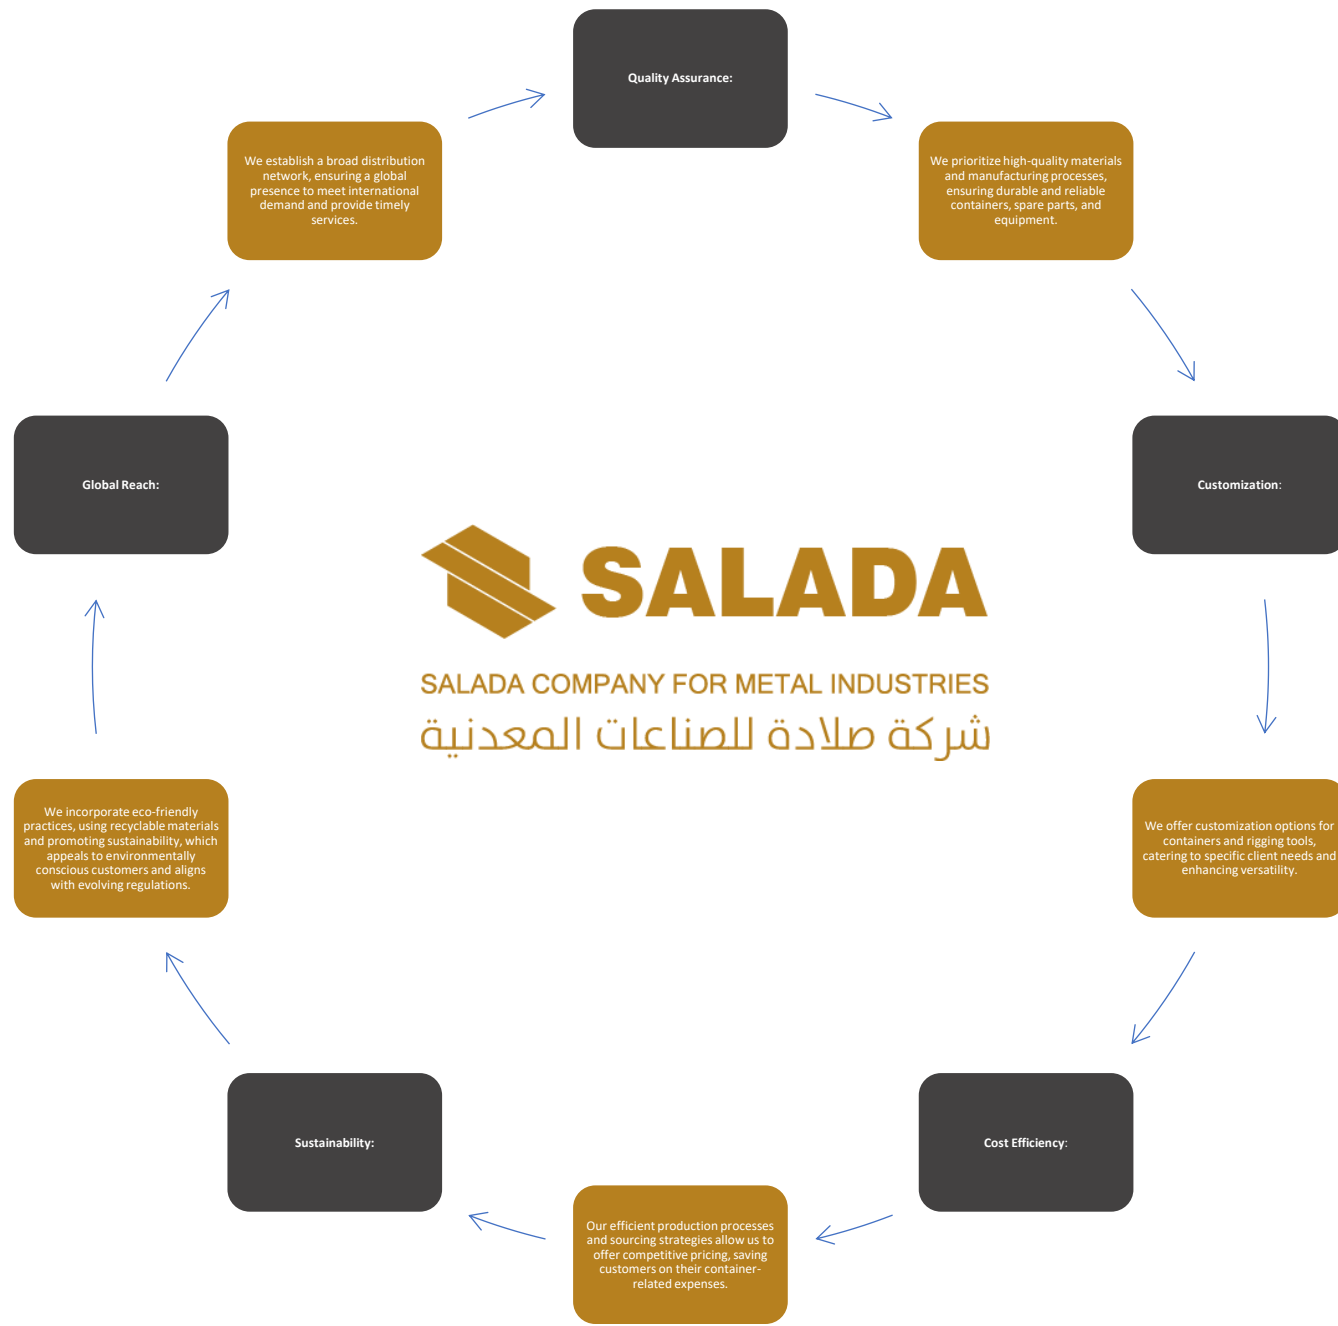 Quality Assurance:
We prioritize high-quality materials
and manufacturing processes,
ensuring durable and reliable
containers, spare parts, and
equipment.
Customization:
We offer customization options for
containers and rigging tools,
catering to specific client needs and
enhancing versatility.
Cost Efficiency:
Our efficient production processes
and sourcing strategies allow us to
offer competitive pricing, saving
customers on their container-
related expenses.
Sustainability:
We incorporate eco-friendly
practices, using recyclable materials
and promoting sustainability, which
appeals to environmentally
conscious customers and aligns
with evolving regulations.
Global Reach:
We establish a broad distribution
network, ensuring a global
presence to meet international
demand and provide timely
services.
SALADA
SALADA COMPANY FOR METAL INDUSTRIES
شركة صلادة للصناعات المعدنية